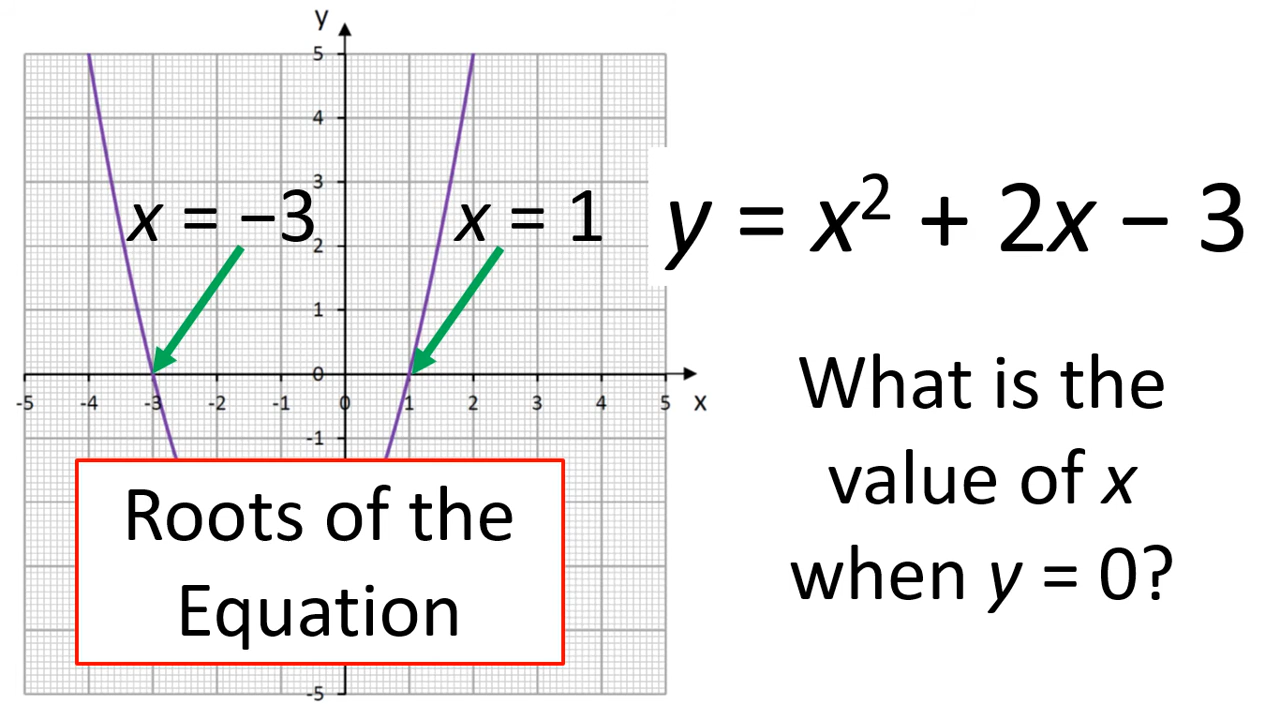 y
5
4
3
2
1
0
-1
-5
-5 -4 -3 -2 -1 0 1 2 3 4 5 x
x = −3
x = 1
y = x² + 2x − 3
What is the
value of x
when y = 0?
Roots of the
Equation